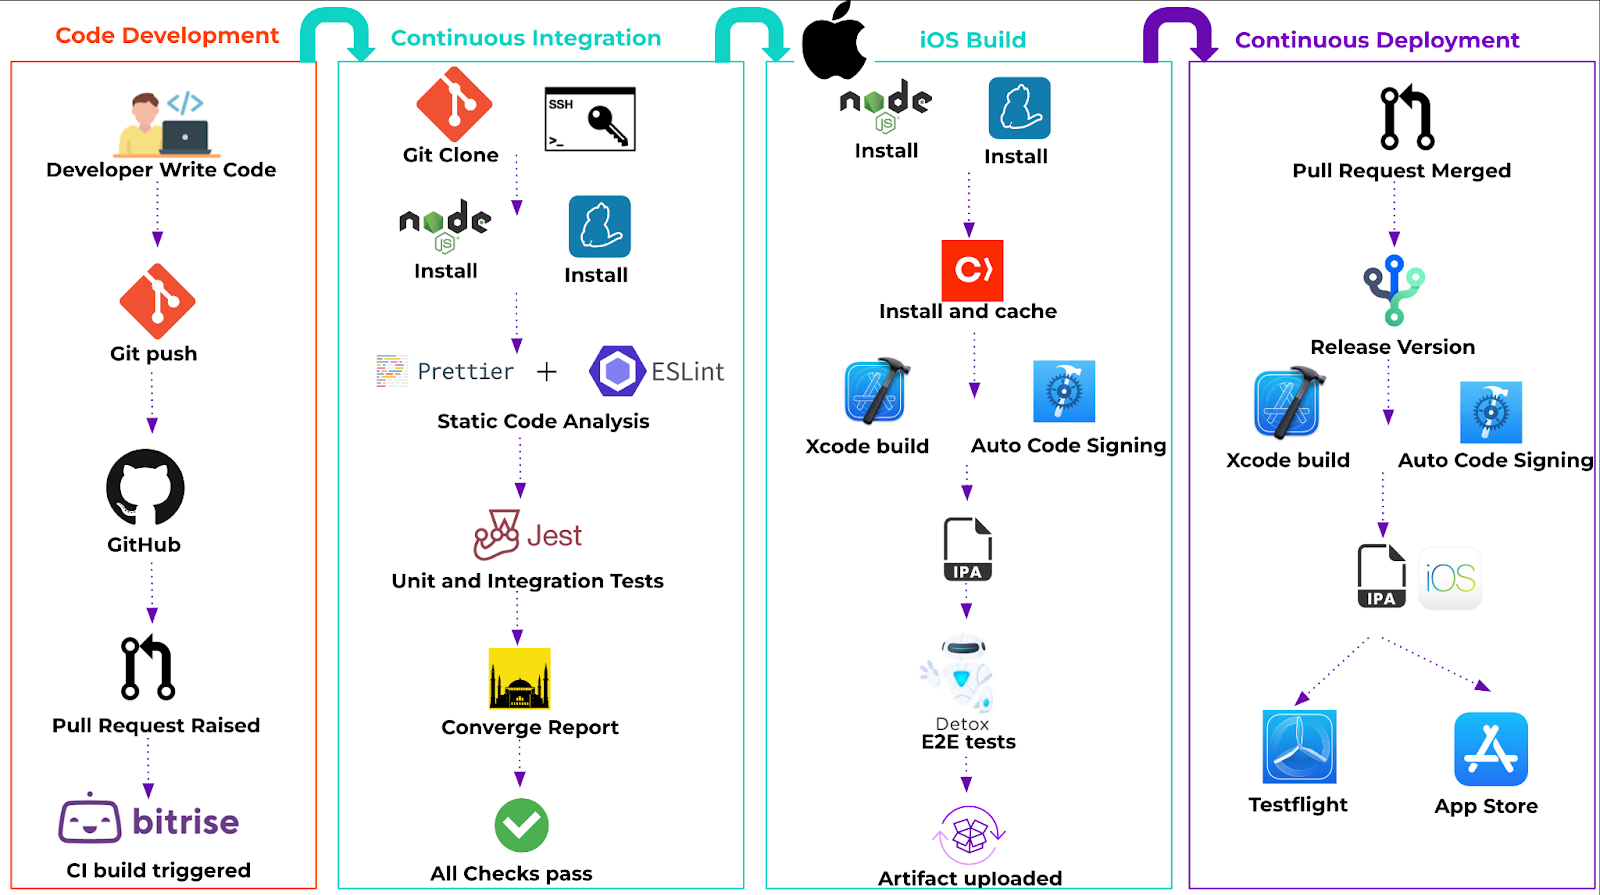 Code Development
Developer Write Code
Git push
GitHub
Pull Request Raised
bitrise
CI build triggered
Continuous Integration
SSH
>_
Git Clone
node
JS
Install
Install
Prettier + ESLint
Static Code Analysis
Jest
Unit and Integration Tests
Converge Report
All Checks pass
iOS Build
node
JS
Install
Install
Install and cache
Xcode build
Auto Code Signing
IPA
Detox
E2E tests
Artifact uploaded
Continuous Deployment
Pull Request Merged
Release Version
Xcode build
Auto Code Signing
IPA
iOS
Testflight
App Store